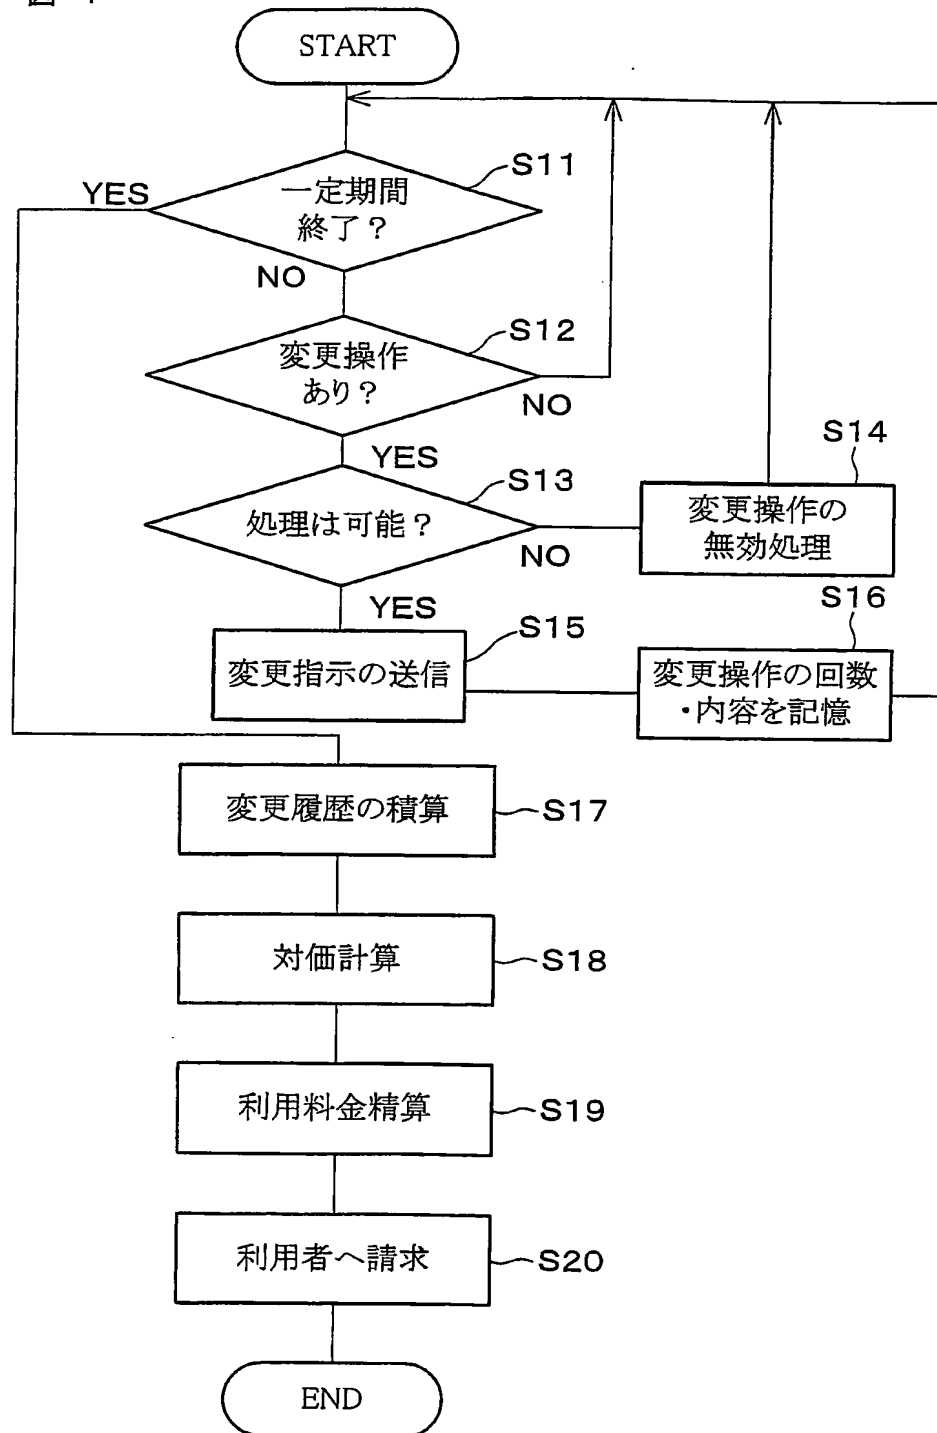 START
S11
YES
一定期間
終了？
NO
S12
変更操作
あり？
NO
YES
S13
処理は可能？
NO
S14
変更操作の
無効処理
YES
S15
変更指示の送信
S16
変更操作の回数
・内容を記憶
変更履歴の積算
S17
対価計算
S18
利用料金精算
S19
利用者へ請求
S20
END